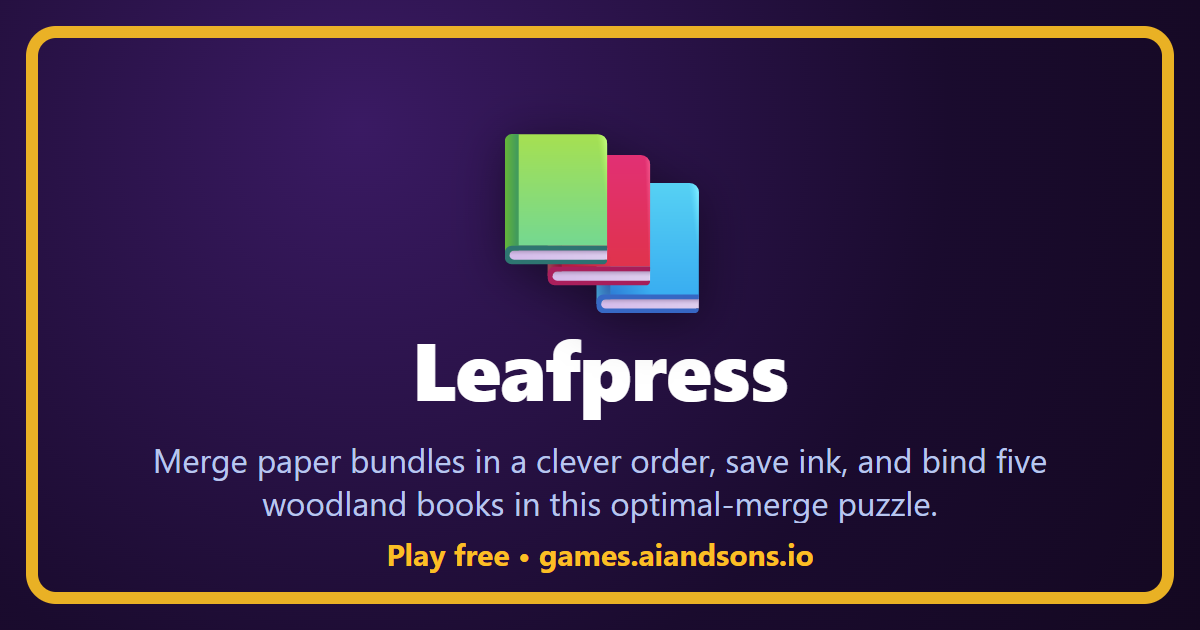 Leafpress
Merge paper bundles in a clever order, save ink, and bind five
woodland books in this optimal-merge puzzle.
Play free • games.aiandsons.io